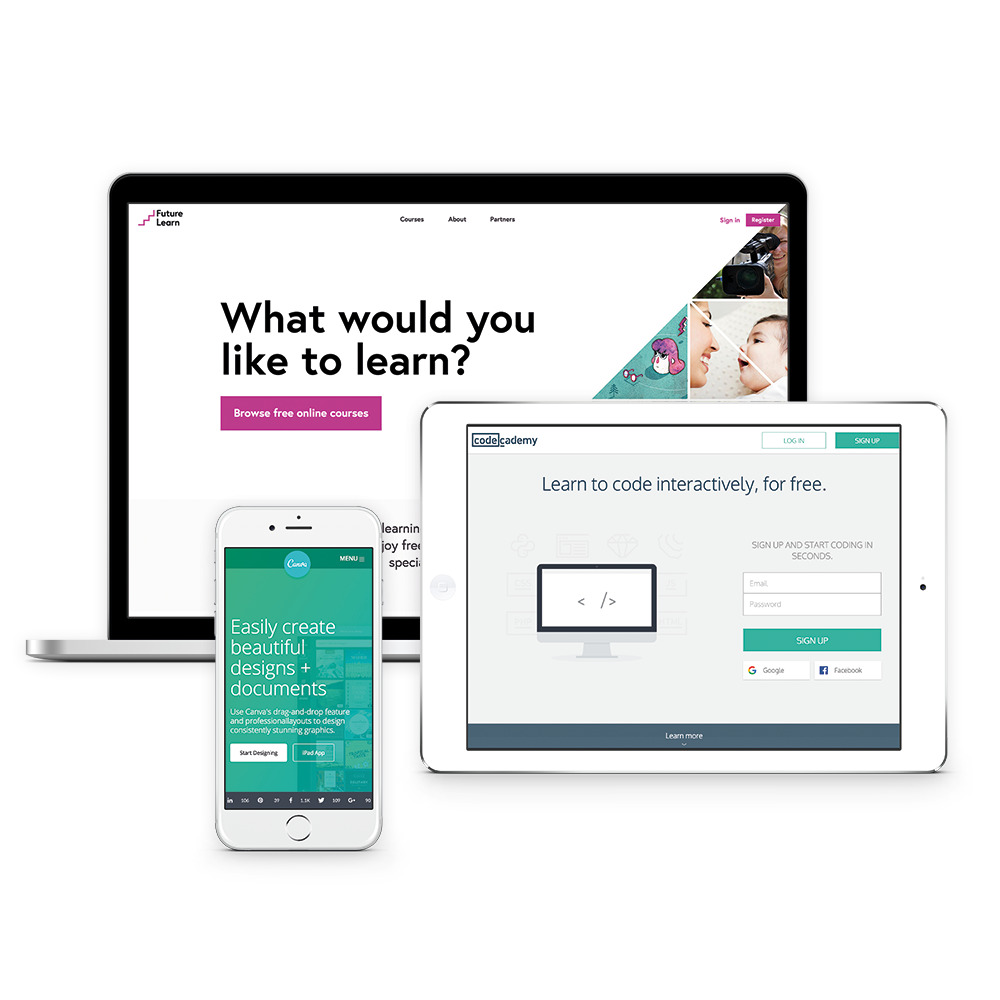 Future
Learn
Courses
About
Partners
Sign in
Register
What would you
like to learn?
Browse free online courses
learnin
joy free
specia
codecademy
LOG IN
SIGN UP
Learn to code interactively, for free.
SIGN UP AND START CODING IN
SECONDS.
Email
Password
SIGN UP
Google
Facebook
< />
Learn more
Canva
MENU
Easily create
beautiful
designs +
documents
Use Canva's drag-and-drop feature
and professionallayouts to design
consistently stunning graphics.
Start Designing
iPad App
in 106 39 f 1.1K 109 G+ 90